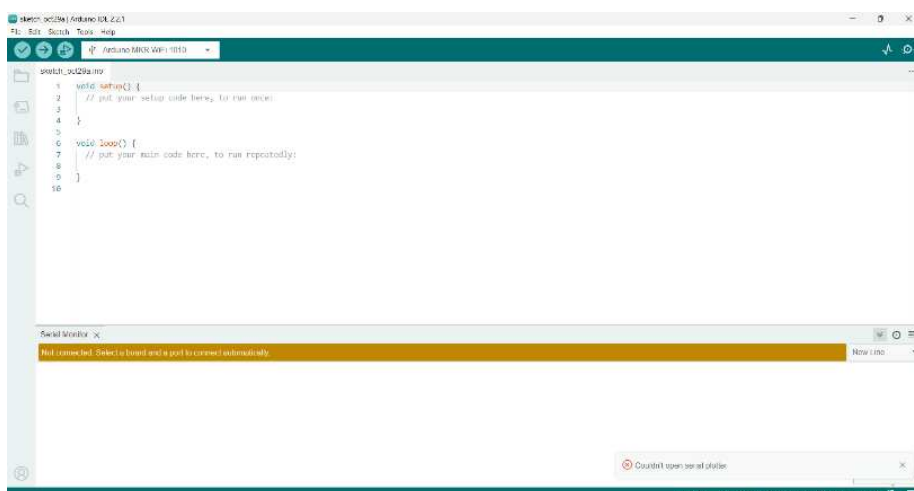 sketch_oct29a | Arduino IDE 2.2.1
File Edit Sketch Tools Help
Arduino MKR WiFi 1010
sketch_oct29a.ino
1 void setup() {
2 // put your setup code here, to run once:
3
4 }
5
6 void loop() {
7 // put your main code here, to run repeatedly:
8
9 }
10
Serial Monitor
Not connected. Select a board and a port to connect automatically.
New Line
Couldn't open serial plotter